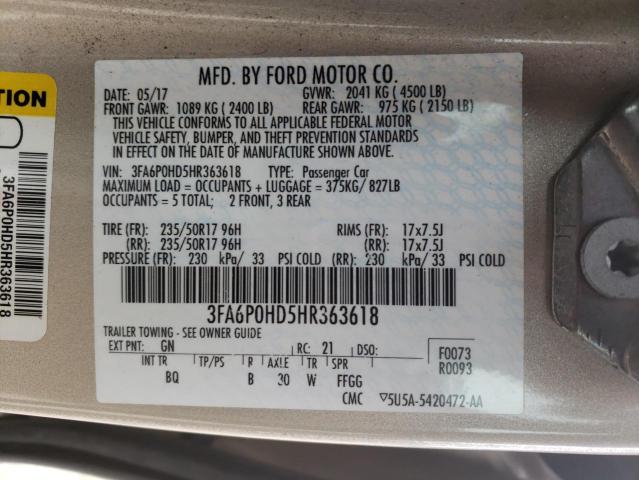 MFD. BY FORD MOTOR CO.
DATE: 05/17 GVWR: 2041 KG ( 4500 LB)
FRONT GAWR: 1089 KG ( 2400 LB) REAR GAWR: 975 KG ( 2150 LB)
THIS VEHICLE CONFORMS TO ALL APPLICABLE FEDERAL MOTOR
VEHICLE SAFETY, BUMPER, AND THEFT PREVENTION STANDARDS
IN EFFECT ON THE DATE OF MANUFACTURE SHOWN ABOVE.
VIN: 3FA6P0HD5HR363618 TYPE: Passenger Car
MAXIMUM LOAD = OCCUPANTS + LUGGAGE = 375KG/ 827LB
OCCUPANTS = 5 TOTAL; 2 FRONT, 3 REAR
TIRE (FR): 235/50R17 96H RIMS (FR): 17x7.5J
(RR): 235/50R17 96H (RR): 17x7.5J
PRESSURE (FR): 230 kPa/ 33 PSI COLD (RR): 230 kPa/ 33 PSI COLD
3FA6P0HD5HR363618
TRAILER TOWING - SEE OWNER GUIDE
EXT PNT: GN RC: 21 DSO: F0073
INT TR TP/PS R AXLE TR SPR R0093
BQ B 30 W FFGG
CMC ▽5U5A-5420472-AA
TION
3FA6P0HD5HR363618